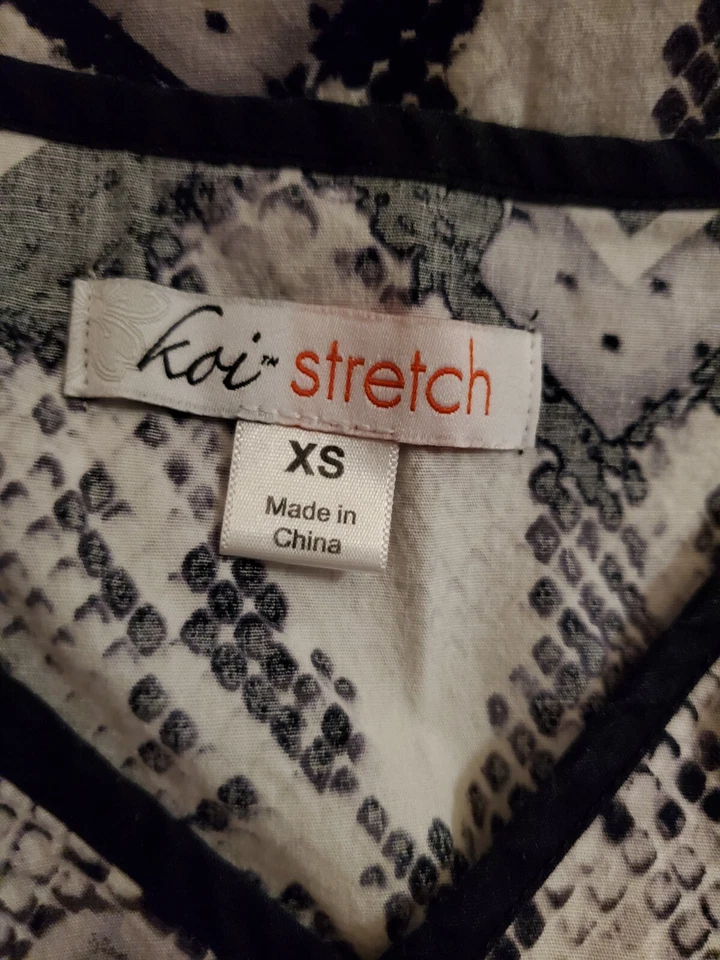 koi™ stretch
XS
Made in
China